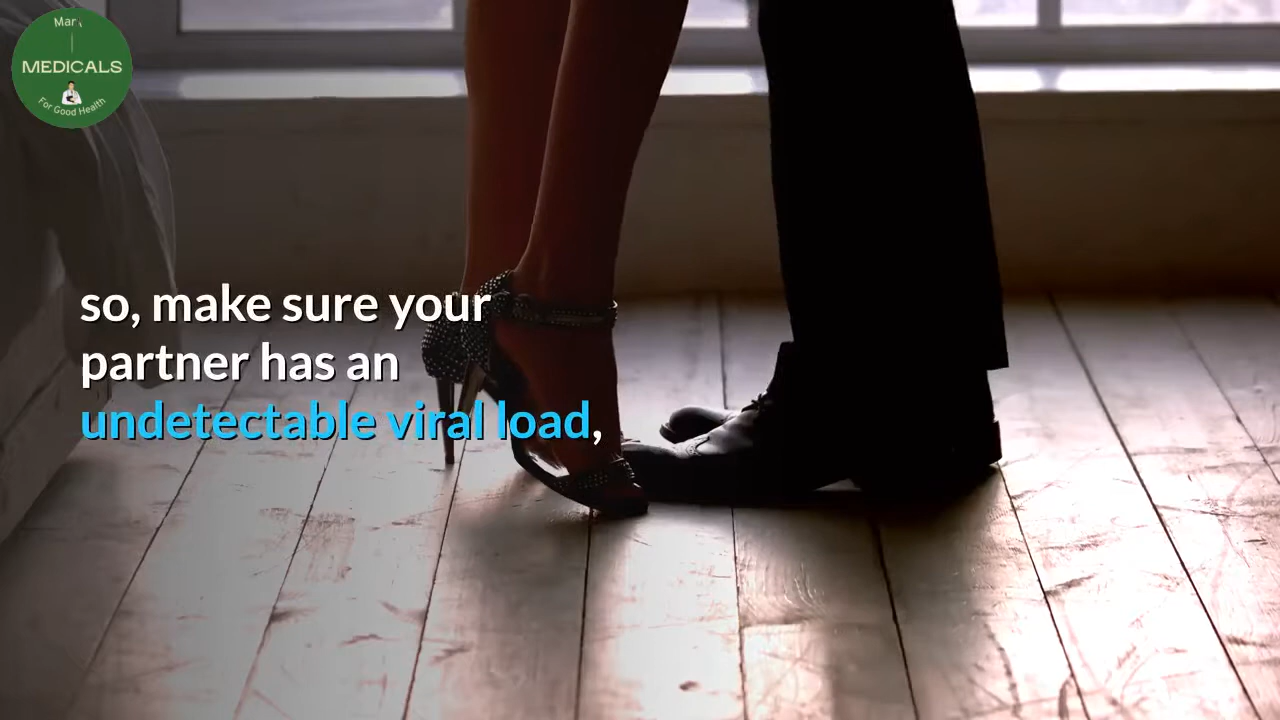 MEDICALS
For Good Health
so, make sure your
partner has an
undetectable viral load,